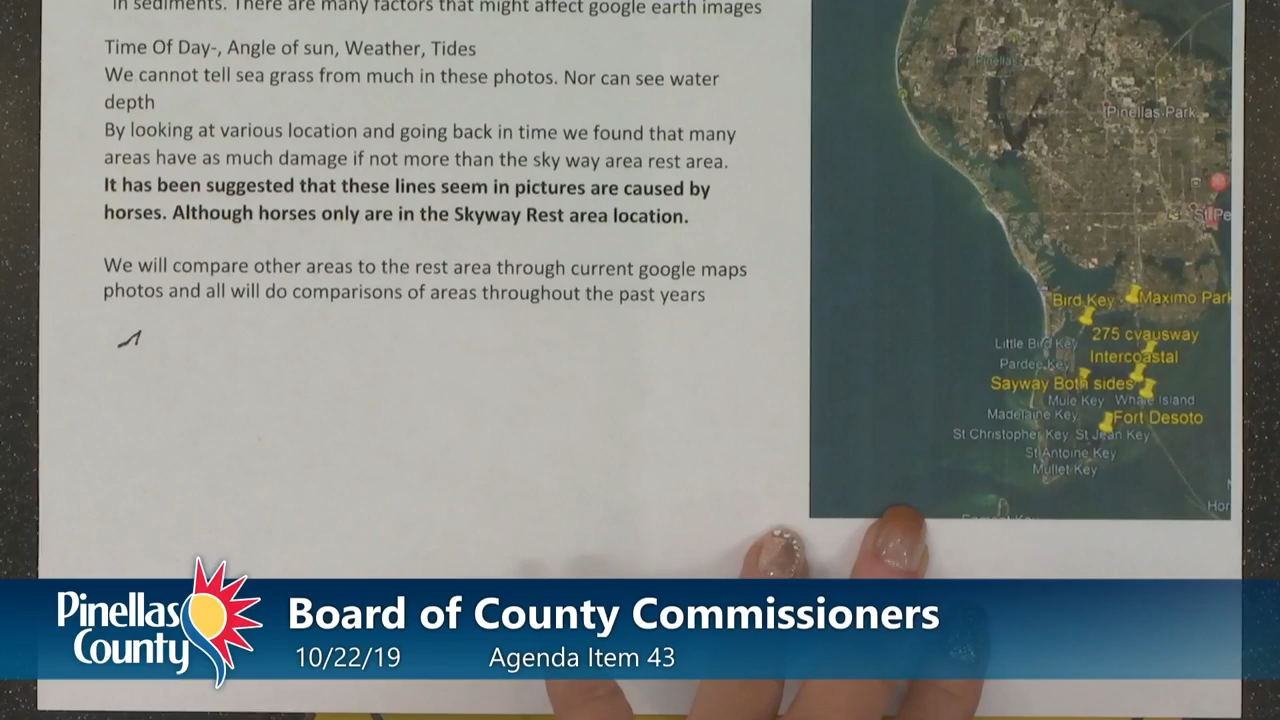 in sediments. There are many factors that might affect google earth images
Time Of Day-, Angle of sun, Weather, Tides
We cannot tell sea grass from much in these photos. Nor can see water
depth
By looking at various location and going back in time we found that many
areas have as much damage if not more than the sky way area rest area.
It has been suggested that these lines seem in pictures are caused by
horses. Although horses only are in the Skyway Rest area location.
We will compare other areas to the rest area through current google maps
photos and all will do comparisons of areas throughout the past years
Pinellas
Pinellas Park
St Pe
Bird Key
Maximo Park
275 cvausway
Little Bird Key
Intercoastal
Pardee Key
Sayway Both sides
Mule Key
Whale Island
Madelaine Key
Fort Desoto
St Christopher Key
St Jean Key
St Antoine Key
Mullet Key
Hor
Pinellas
County
Board of County Commissioners
10/22/19
Agenda Item 43